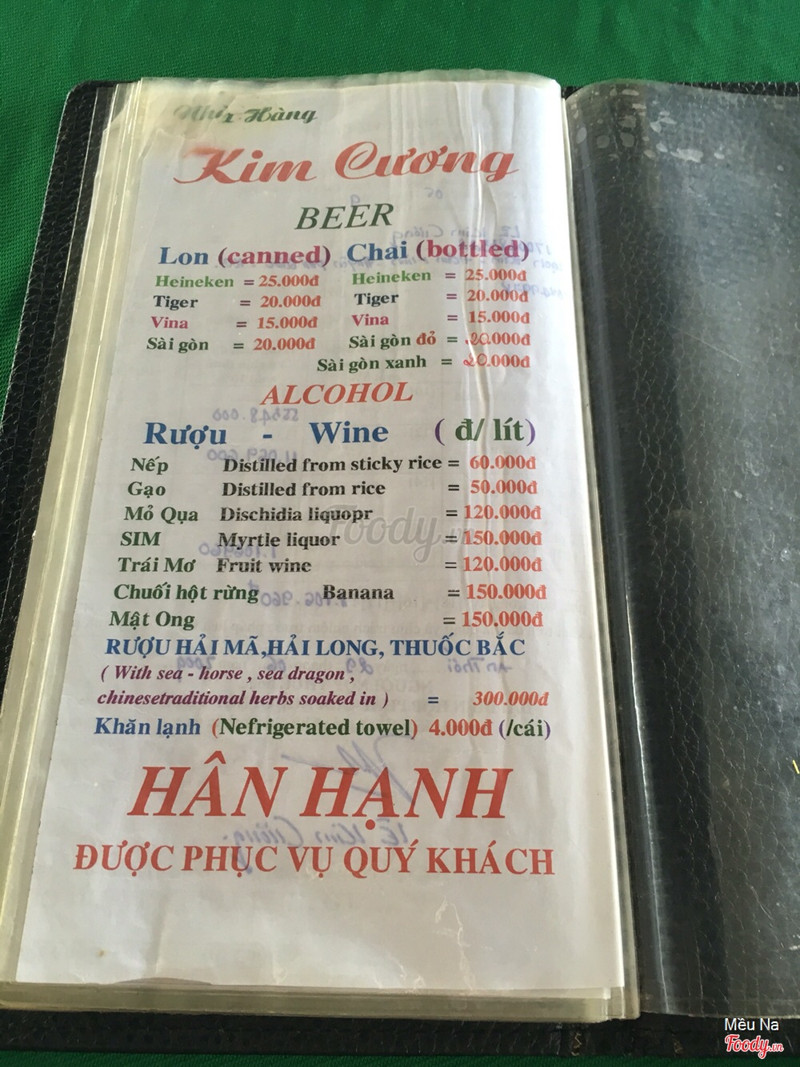 Nhà Hàng
Kim Cương
BEER
Lon (canned) Chai (bottled)
Heineken = 25.000đ Heineken = 25.000đ
Tiger = 20.000đ Tiger = 20.000đ
Vina = 15.000đ Vina = 15.000đ
Sài gòn = 20.000đ Sài gòn đỏ = 20.000đ
Sài gòn xanh = 20.000đ
ALCOHOL
Rượu - Wine ( đ/ lít)
Nếp Distilled from sticky rice = 60.000đ
Gạo Distilled from rice = 50.000đ
Mỏ Qụa Dischidia liquopr = 120.000đ
SIM Myrtle liquor = 150.000đ
Trái Mơ Fruit wine = 120.000đ
Chuối hột rừng Banana = 150.000đ
Mật Ong = 150.000đ
RƯỢU HẢI MÃ,HẢI LONG, THUỐC BẮC
( With sea - horse , sea dragon ,
chinesetraditional herbs soaked in ) = 300.000đ
Khăn lạnh (Nefrigerated towel) 4.000đ (/cái)
HÂN HẠNH
ĐƯỢC PHỤC VỤ QUÝ KHÁCH
Foody.vn
Mều Na
Foody.vn